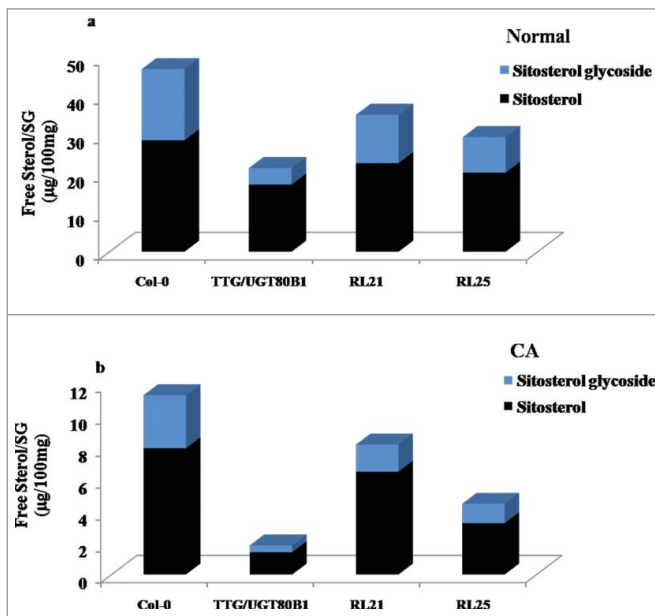 a
Normal
Sitosterol glycoside
Sitosterol
Free Sterol/SG
(µg/100mg)
50
40
30
20
10
0
Col-0 TTG/UGT80B1 RL21 RL25
b
CA
Sitosterol glycoside
Sitosterol
Free Sterol/SG
(µg/100mg)
12
10
8
6
4
2
0
Col-0 TTG/UGT80B1 RL21 RL25